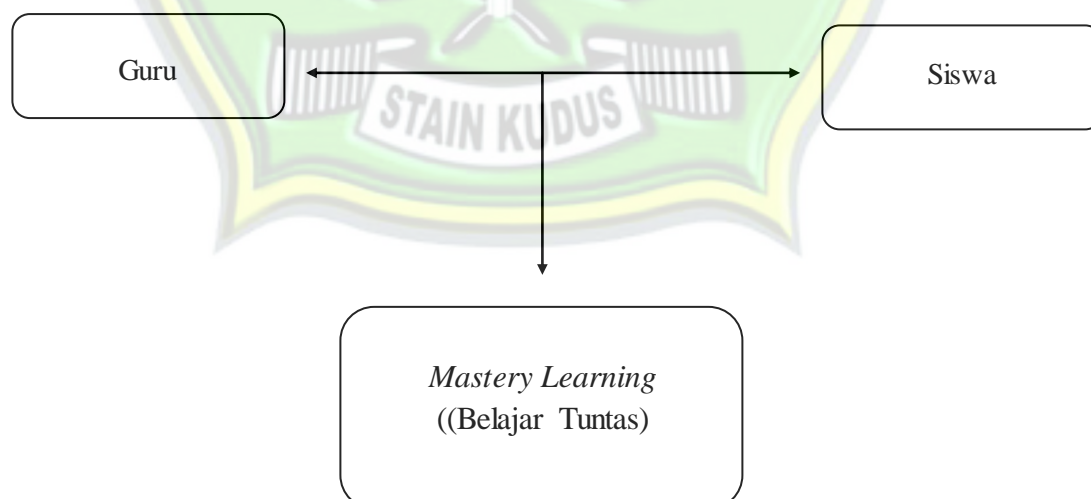 Guru
Siswa
STAIN KUDUS
Mastery Learning
((Belajar Tuntas)